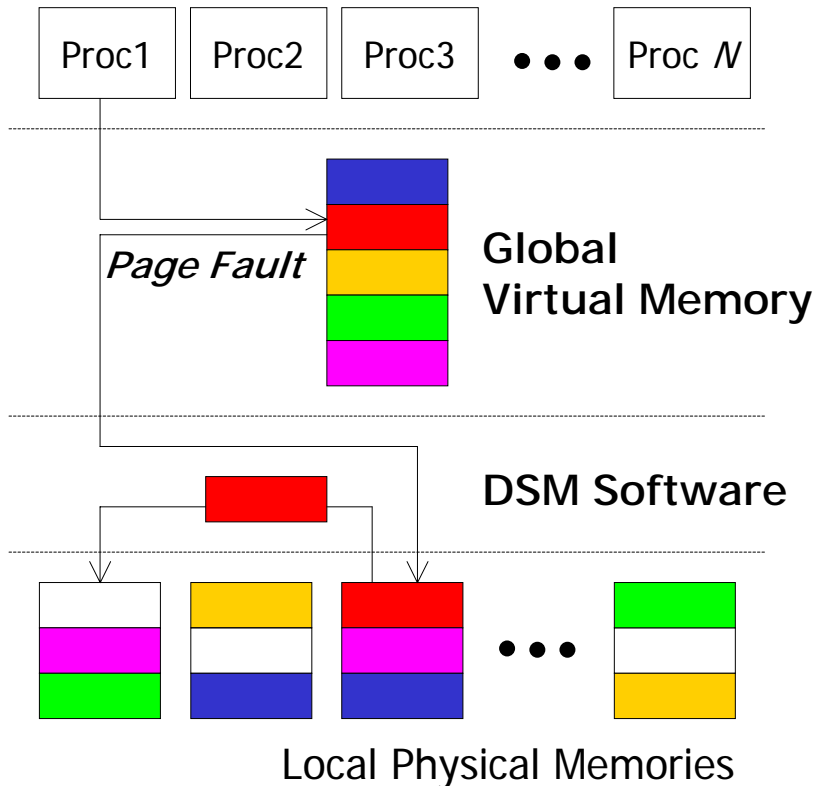 Proc1 Proc2 Proc3 ••• Proc N
Page Fault
Global
Virtual Memory
DSM Software
•••
Local Physical Memories